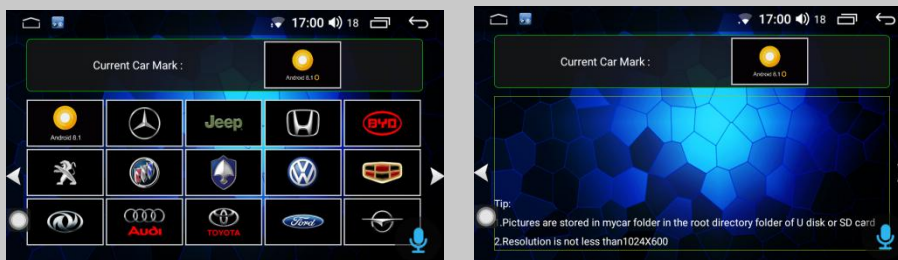 17:00 18
Current Car Mark :
Android 8.1 O
Android 8.1
Jeep
BYD
Audi
TOYOTA
Ford
17:00 18
Current Car Mark :
Android 8.1 O
Tip:
1.Pictures are stored in mycar folder in the root directory folder of U disk or SD card
2.Resolution is not less than1024X600